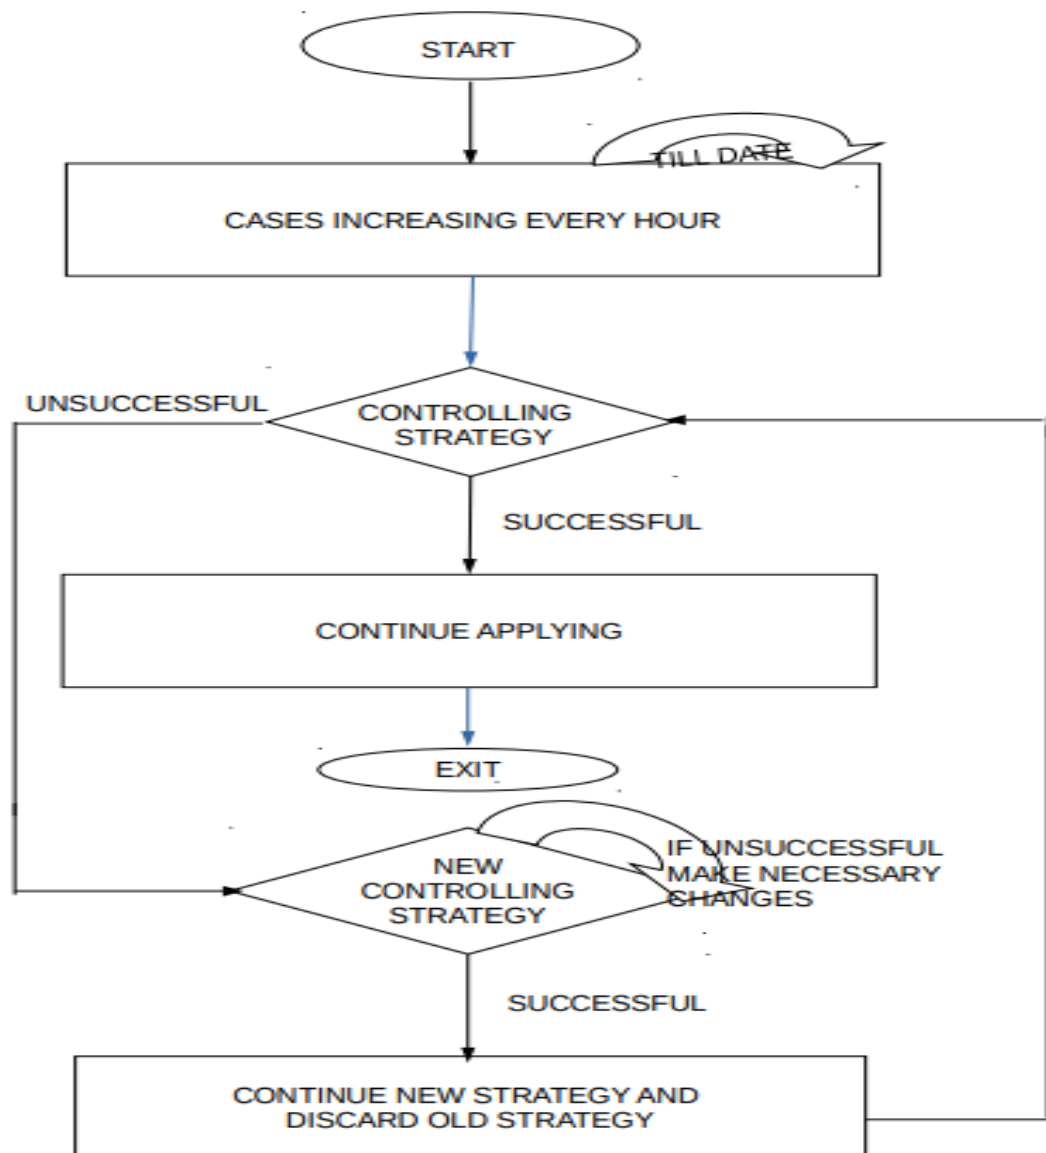 START
TILL DATE
CASES INCREASING EVERY HOUR
UNSUCCESSFUL
CONTROLLING
STRATEGY
SUCCESSFUL
CONTINUE APPLYING
EXIT
NEW
CONTROLLING
STRATEGY
IF UNSUCCESSFUL
MAKE NECESSARY
CHANGES
SUCCESSFUL
CONTINUE NEW STRATEGY AND
DISCARD OLD STRATEGY